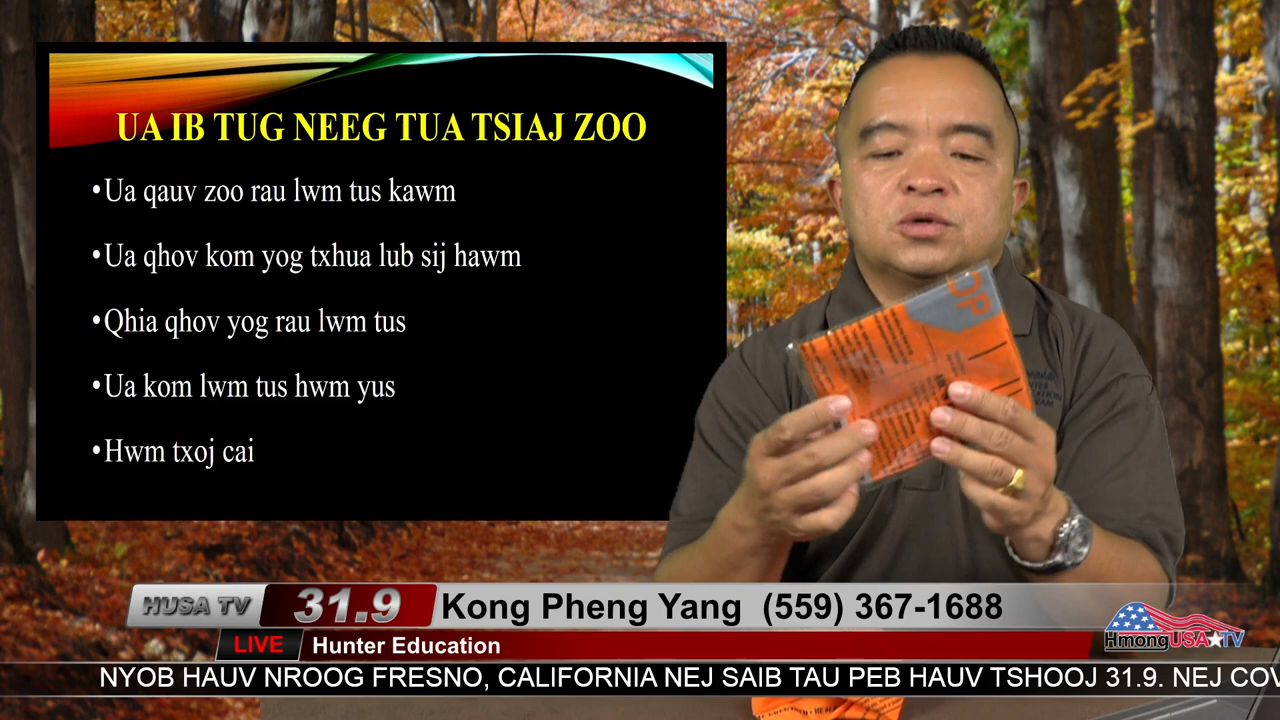 UA IB TUG NEEG TUA TSIAJ ZOO
•Ua qauv zoo rau lwm tus kawm
•Ua qhov kom yog txhua lub sij hawm
•Qhia qhov yog rau lwm tus
•Ua kom lwm tus hwm yus
•Hwm txoj cai
HUSA TV 31.9 Kong Pheng Yang (559) 367-1688
LIVE Hunter Education
HmongUSA★TV
NYOB HAUV NROOG FRESNO, CALIFORNIA NEJ SAIB TAU PEB HAUV TSHOOJ 31.9. NEJ COV